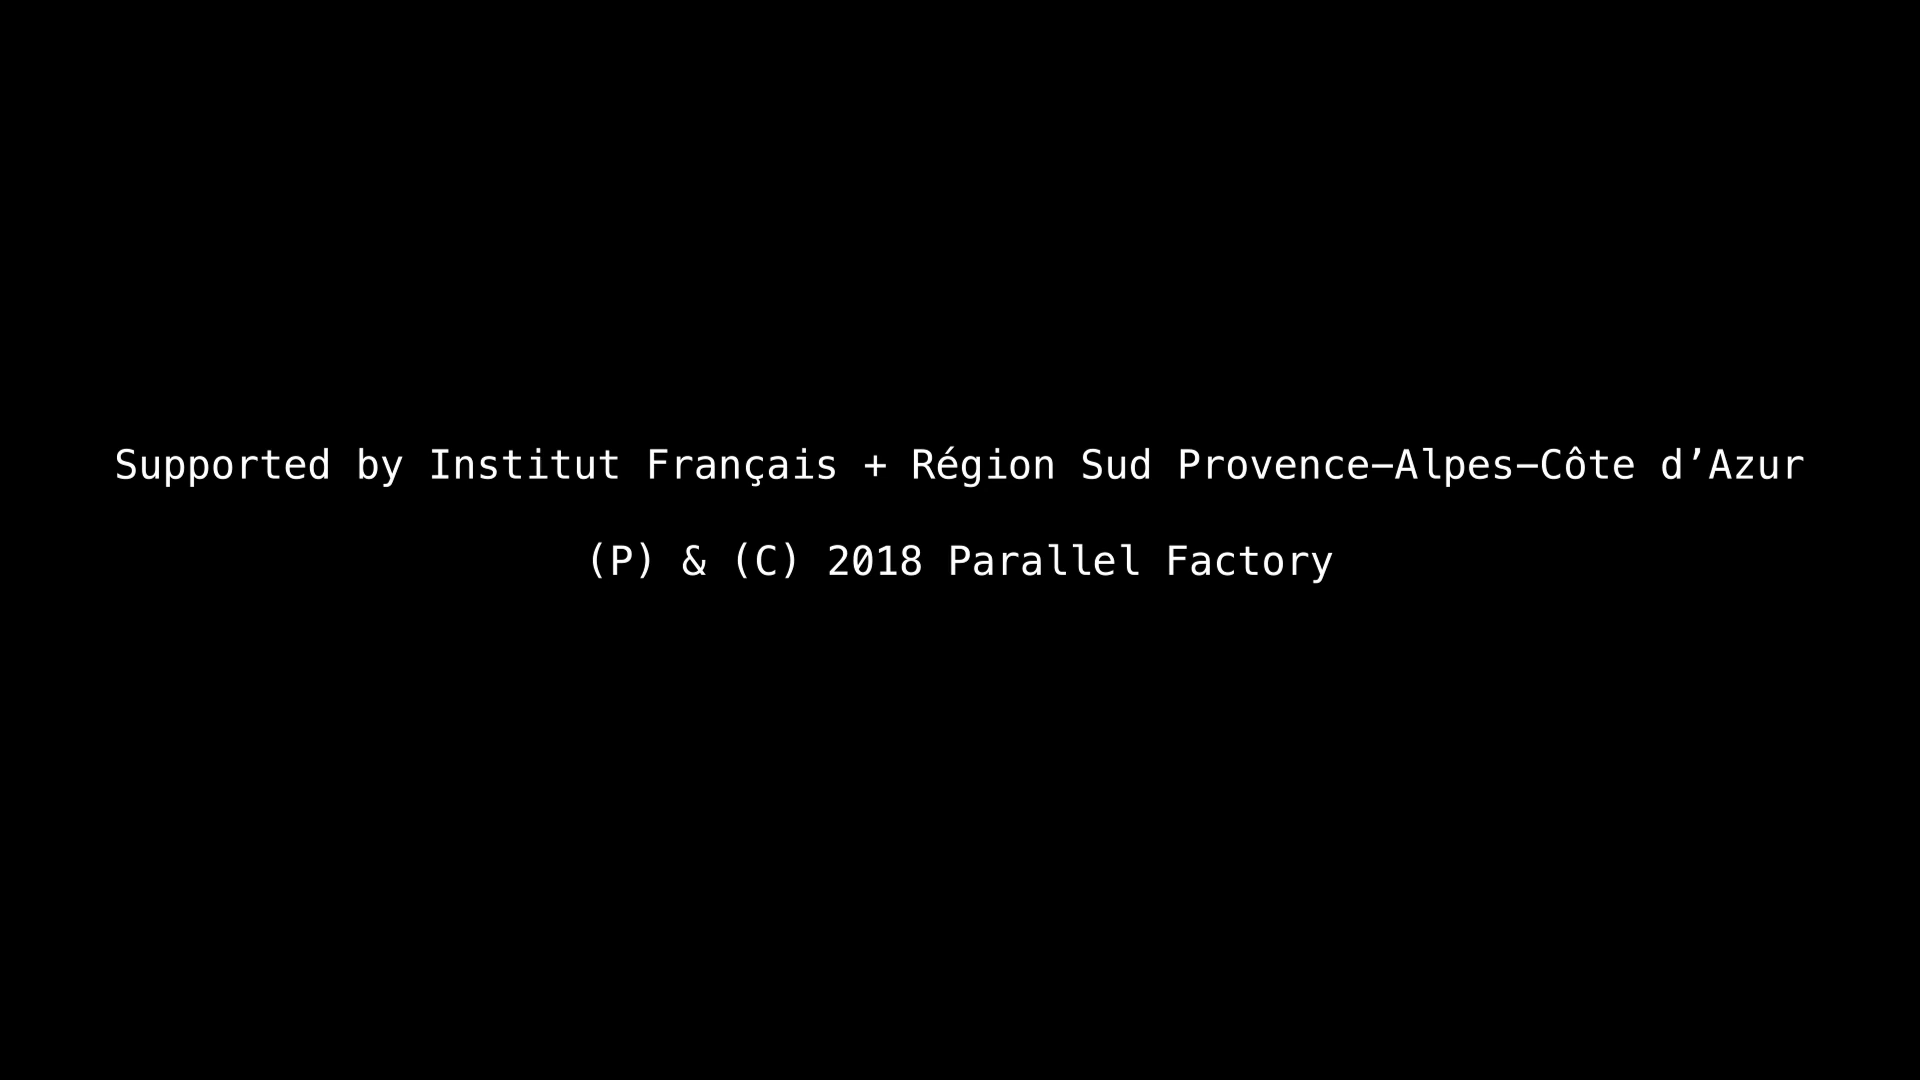 Supported by Institut Français + Région Sud Provence–Alpes–Côte d’Azur
(P) & (C) 2018 Parallel Factory